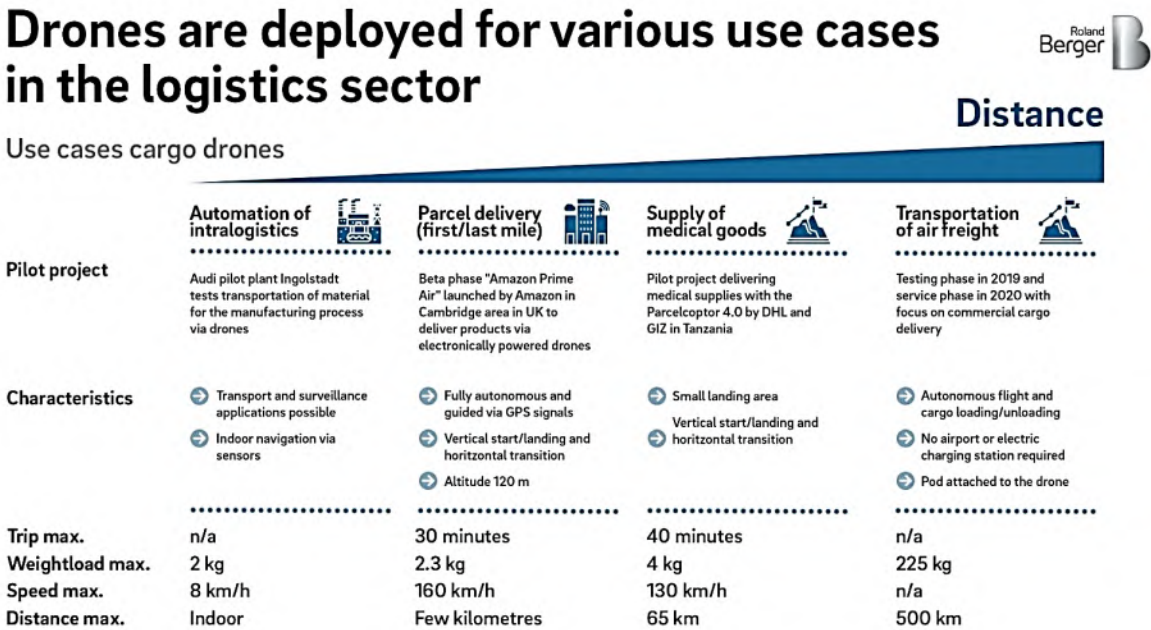 Drones are deployed for various use cases
in the logistics sector
Roland
Berger
B
Distance
Use cases cargo drones
Automation of
intralogistics
Parcel delivery
(first/last mile)
Supply of
medical goods
Transportation
of air freight
Pilot project
Audi pilot plant Ingolstadt
tests transportation of material
for the manufacturing process
via drones
Beta phase "Amazon Prime
Air" launched by Amazon in
Cambridge area in UK to
deliver products via
electronically powered drones
Pilot project delivering
medical supplies with the
Parcelcoptor 4.0 by DHL and
GIZ in Tanzania
Testing phase in 2019 and
service phase in 2020 with
focus on commercial cargo
delivery
Characteristics
Transport and surveillance
applications possible
Indoor navigation via
sensors
Fully autonomous and
guided via GPS signals
Vertical start/landing and
horitzontal transition
Altitude 120 m
Small landing area
Vertical start/landing and
horitzontal transition
Autonomous flight and
cargo loading/unloading
No airport or electric
charging station required
Pod attached to the drone
Trip max. n/a 30 minutes 40 minutes n/a
Weightload max. 2 kg 2.3 kg 4 kg 225 kg
Speed max. 8 km/h 160 km/h 130 km/h n/a
Distance max. Indoor Few kilometres 65 km 500 km